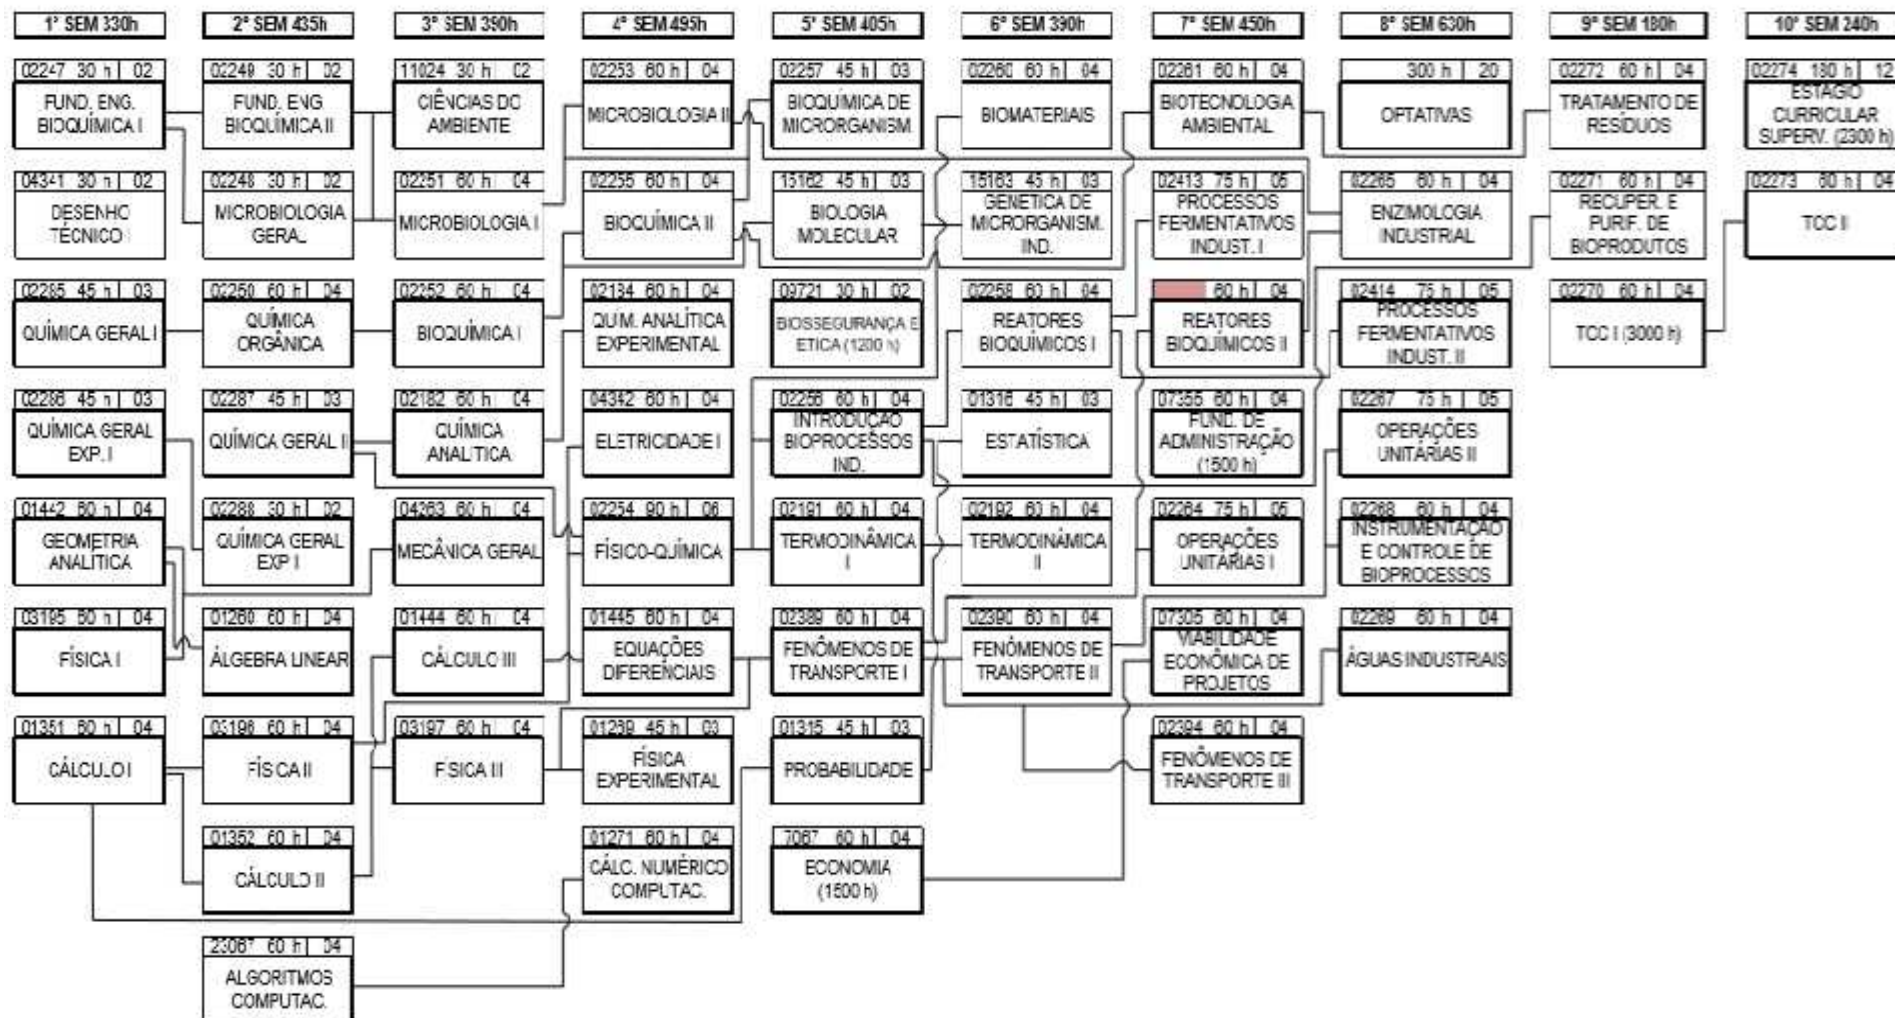 1° SEM 330h
2° SEM 435h
3° SEM 390h
4° SEM 495h
5° SEM 405h
6° SEM 390h
7° SEM 450h
8° SEM 630h
9° SEM 180h
10° SEM 240h
02247 30 h 02
FUND. ENG.
BIOQUÍMICA I
04341 30 h 02
DESENHO
TÉCNICO I
02285 45 h 03
QUÍMICA GERAL I
02286 45 h 03
QUÍMICA GERAL
EXP. I
01442 60 h 04
GEOMETRIA
ANALÍTICA
03195 60 h 04
FÍSICA I
01351 60 h 04
CÁLCULO I
02249 30 h 02
FUND. ENG
BIOQUÍMICA II
02248 30 h 02
MICROBIOLOGIA
GERAL
02250 60 h 04
QUÍMICA
ORGÂNICA
02287 45 h 03
QUÍMICA GERAL II
02288 30 h 02
QUÍMICA GERAL
EXP I
01260 60 h 04
ÁLGEBRA LINEAR
03196 60 h 04
FÍSICA II
01352 60 h 04
CÁLCULO II
23067 60 h 04
ALGORITMOS
COMPUTAC.
11024 30 h 02
CIÊNCIAS DO
AMBIENTE
02251 60 h 04
MICROBIOLOGIA I
02252 60 h 04
BIOQUÍMICA I
02182 60 h 04
QUÍMICA
ANALITICA
04263 60 h 04
MECÂNICA GERAL
01444 60 h 04
CÁLCULO III
03197 60 h 04
FÍSICA III
02253 60 h 04
MICROBIOLOGIA II
02255 60 h 04
BIOQUÍMICA II
02184 60 h 04
QUIM. ANALÍTICA
EXPERIMENTAL
04342 60 h 04
ELETRICIDADE I
02254 90 h 06
FÍSICO-QUÍMICA
01445 60 h 04
EQUAÇÕES
DIFERENCIAIS
01269 45 h 03
FÍSICA
EXPERIMENTAL
01271 60 h 04
CÁLC. NUMÉRICO
COMPUTAC.
02257 45 h 03
BIOQUÍMICA DE
MICRORGANISM.
15162 45 h 03
BIOLOGIA
MOLECULAR
09721 30 h 02
BIOSSEGURANÇA E
ETICA (1200 h)
02256 60 h 04
INTRODUÇAO
BIOPROCESSOS
IND.
02191 60 h 04
TERMODINÂMICA
I
02389 60 h 04
FENÔMENOS DE
TRANSPORTE I
01315 45 h 03
PROBABILIDADE
7067 60 h 04
ECONOMIA
(1500 h)
02260 60 h 04
BIOMATERIAIS
15163 45 h 03
GENETICA DE
MICRORGANISM.
IND.
02258 60 h 04
REATORES
BIOQUÍMICOS I
01316 45 h 03
ESTATÍSTICA
02192 60 h 04
TERMODINÁMICA
II
02390 60 h 04
FENÔMENOS DE
TRANSPORTE II
02261 60 h 04
BIOTECNOLOGIA
AMBIENTAL
02413 75 h 05
PROCESSOS
FERMENTATIVOS
INDUST. I
60 h 04
REATORES
BIOQUÍMICOS II
07355 60 h 04
FUND. DE
ADMINISTRAÇÃO
(1500 h)
02264 75 h 05
OPERAÇÕES
UNITÁRIAS I
07305 60 h 04
VIABILIDADE
ECONÔMICA DE
PROJETOS
02394 60 h 04
FENÔMENOS DE
TRANSPORTE III
300 h 20
OPTATIVAS
02265 60 h 04
ENZIMOLOGIA
INDUSTRIAL
02414 75 h 05
PROCESSOS
FERMENTATIVOS
INDUST. II
02267 75 h 05
OPERAÇÕES
UNITÁRIAS II
02268 60 h 04
INSTRUMENTAÇÃO
E CONTROLE DE
BIOPROCESSOS
02269 60 h 04
ÁGUAS INDUSTRIAIS
02272 60 h 04
TRATAMENTO DE
RESÍDUOS
02271 60 h 04
RECUPER. E
PURIF. DE
BIOPRODUTOS
02270 60 h 04
TCC I (3000 h)
02274 180 h 12
ESTÁGIO
CURRICULAR
SUPERV. (2300 h)
02273 60 h 04
TCC II